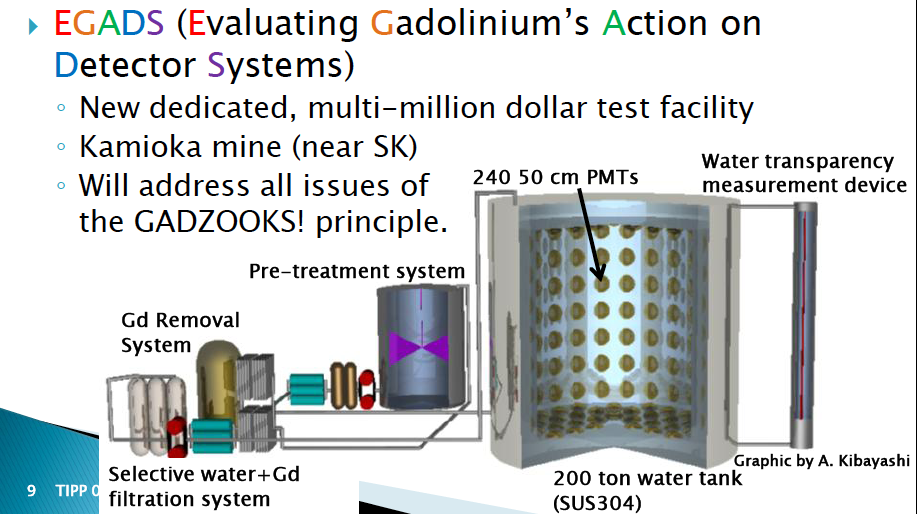 EGADS (Evaluating Gadolinium's Action on
Detector Systems)
New dedicated, multi-million dollar test facility
Kamioka mine (near SK)
Will address all issues of
the GADZOOKS! principle.
240 50 cm PMTs
Water transparency
measurement device
Pre-treatment system
Gd Removal
System
Graphic by A. Kibayashi
Selective water+Gd
filtration system
200 ton water tank
(SUS304)
9 TIPP 0